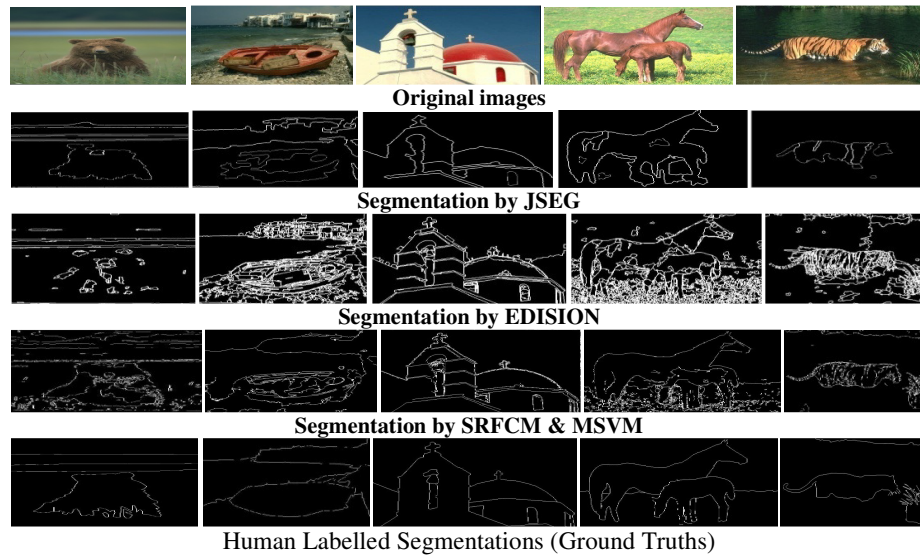 Original images
Segmentation by JSEG
Segmentation by EDISION
Segmentation by SRFCM & MSVM
Human Labelled Segmentations (Ground Truths)